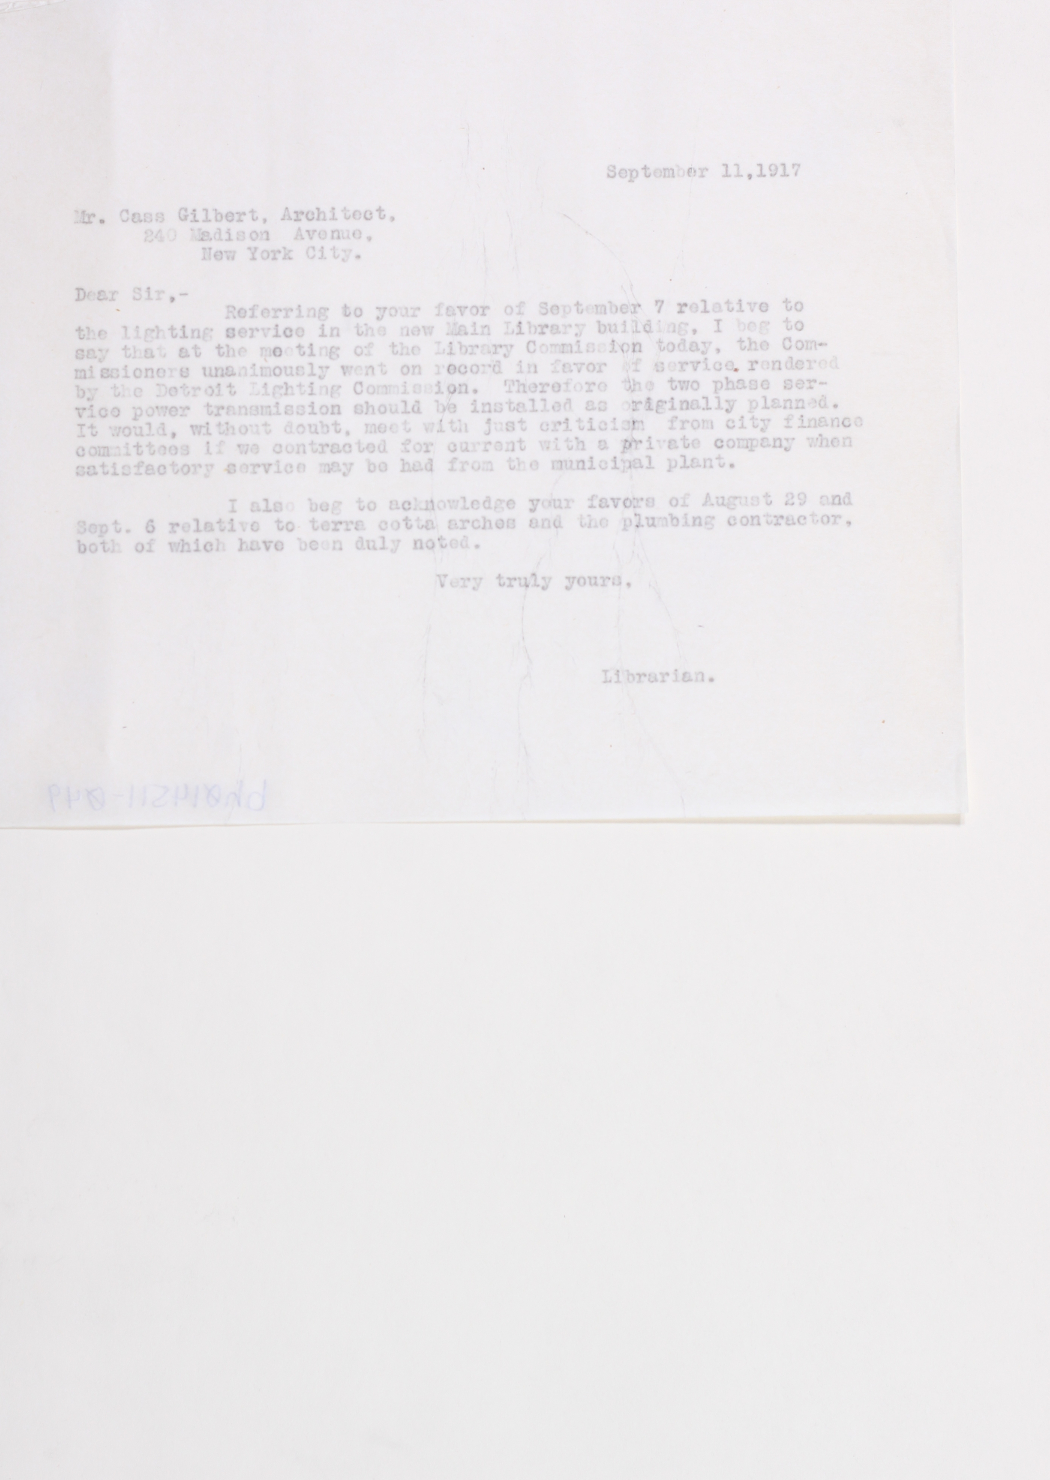 September 11,1917
Mr. Cass Gilbert, Architect,
240 Madison Avenue,
New York City.
Dear Sir,-
Referring to your favor of September 7 relative to
the lighting service in the new Main Library building, I beg to
say that at the meeting of the Library Commission today, the Com-
missioners unanimously went on record in favor of service rendered
by the Detroit Lighting Commission. Therefore the two phase ser-
vice power transmission should be installed as originally planned.
It would, without doubt, meet with just criticism from city finance
committees if we contracted for current with a private company when
satisfactory service may be had from the municipal plant.
I also beg to acknowledge your favors of August 29 and
Sept. 6 relative to terra cotta arches and the plumbing contractor,
both of which have been duly noted.
Very truly yours,
Librarian.